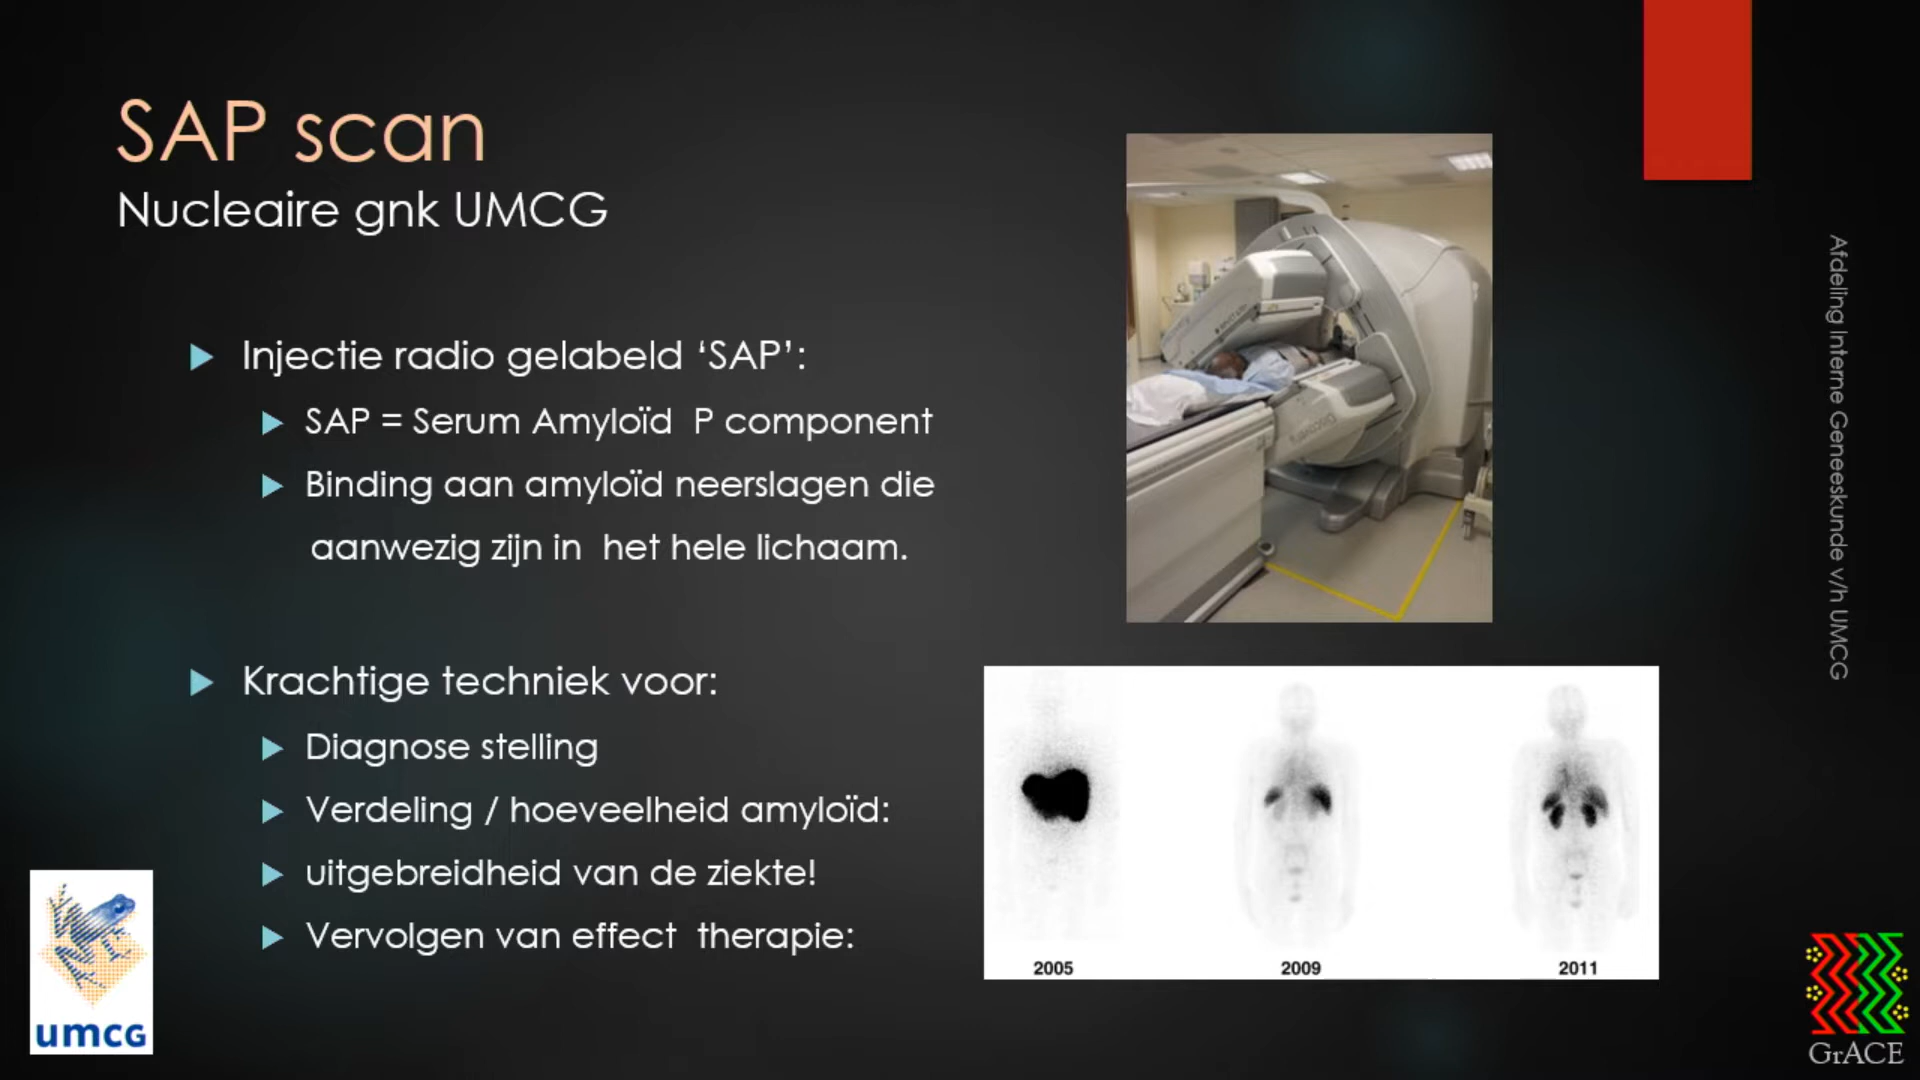 SAP scan
Nucleaire gnk UMCG
Injectie radio gelabeld ‘SAP’:
SAP = Serum Amyloïd P component
Binding aan amyloïd neerslagen die
aanwezig zijn in het hele lichaam.
Krachtige techniek voor:
Diagnose stelling
Verdeling / hoeveelheid amyloïd:
uitgebreidheid van de ziekte!
Vervolgen van effect therapie:
2005
2009
2011
Afdeling Interne Geneeskunde v/h UMCG
umcg
GrACE